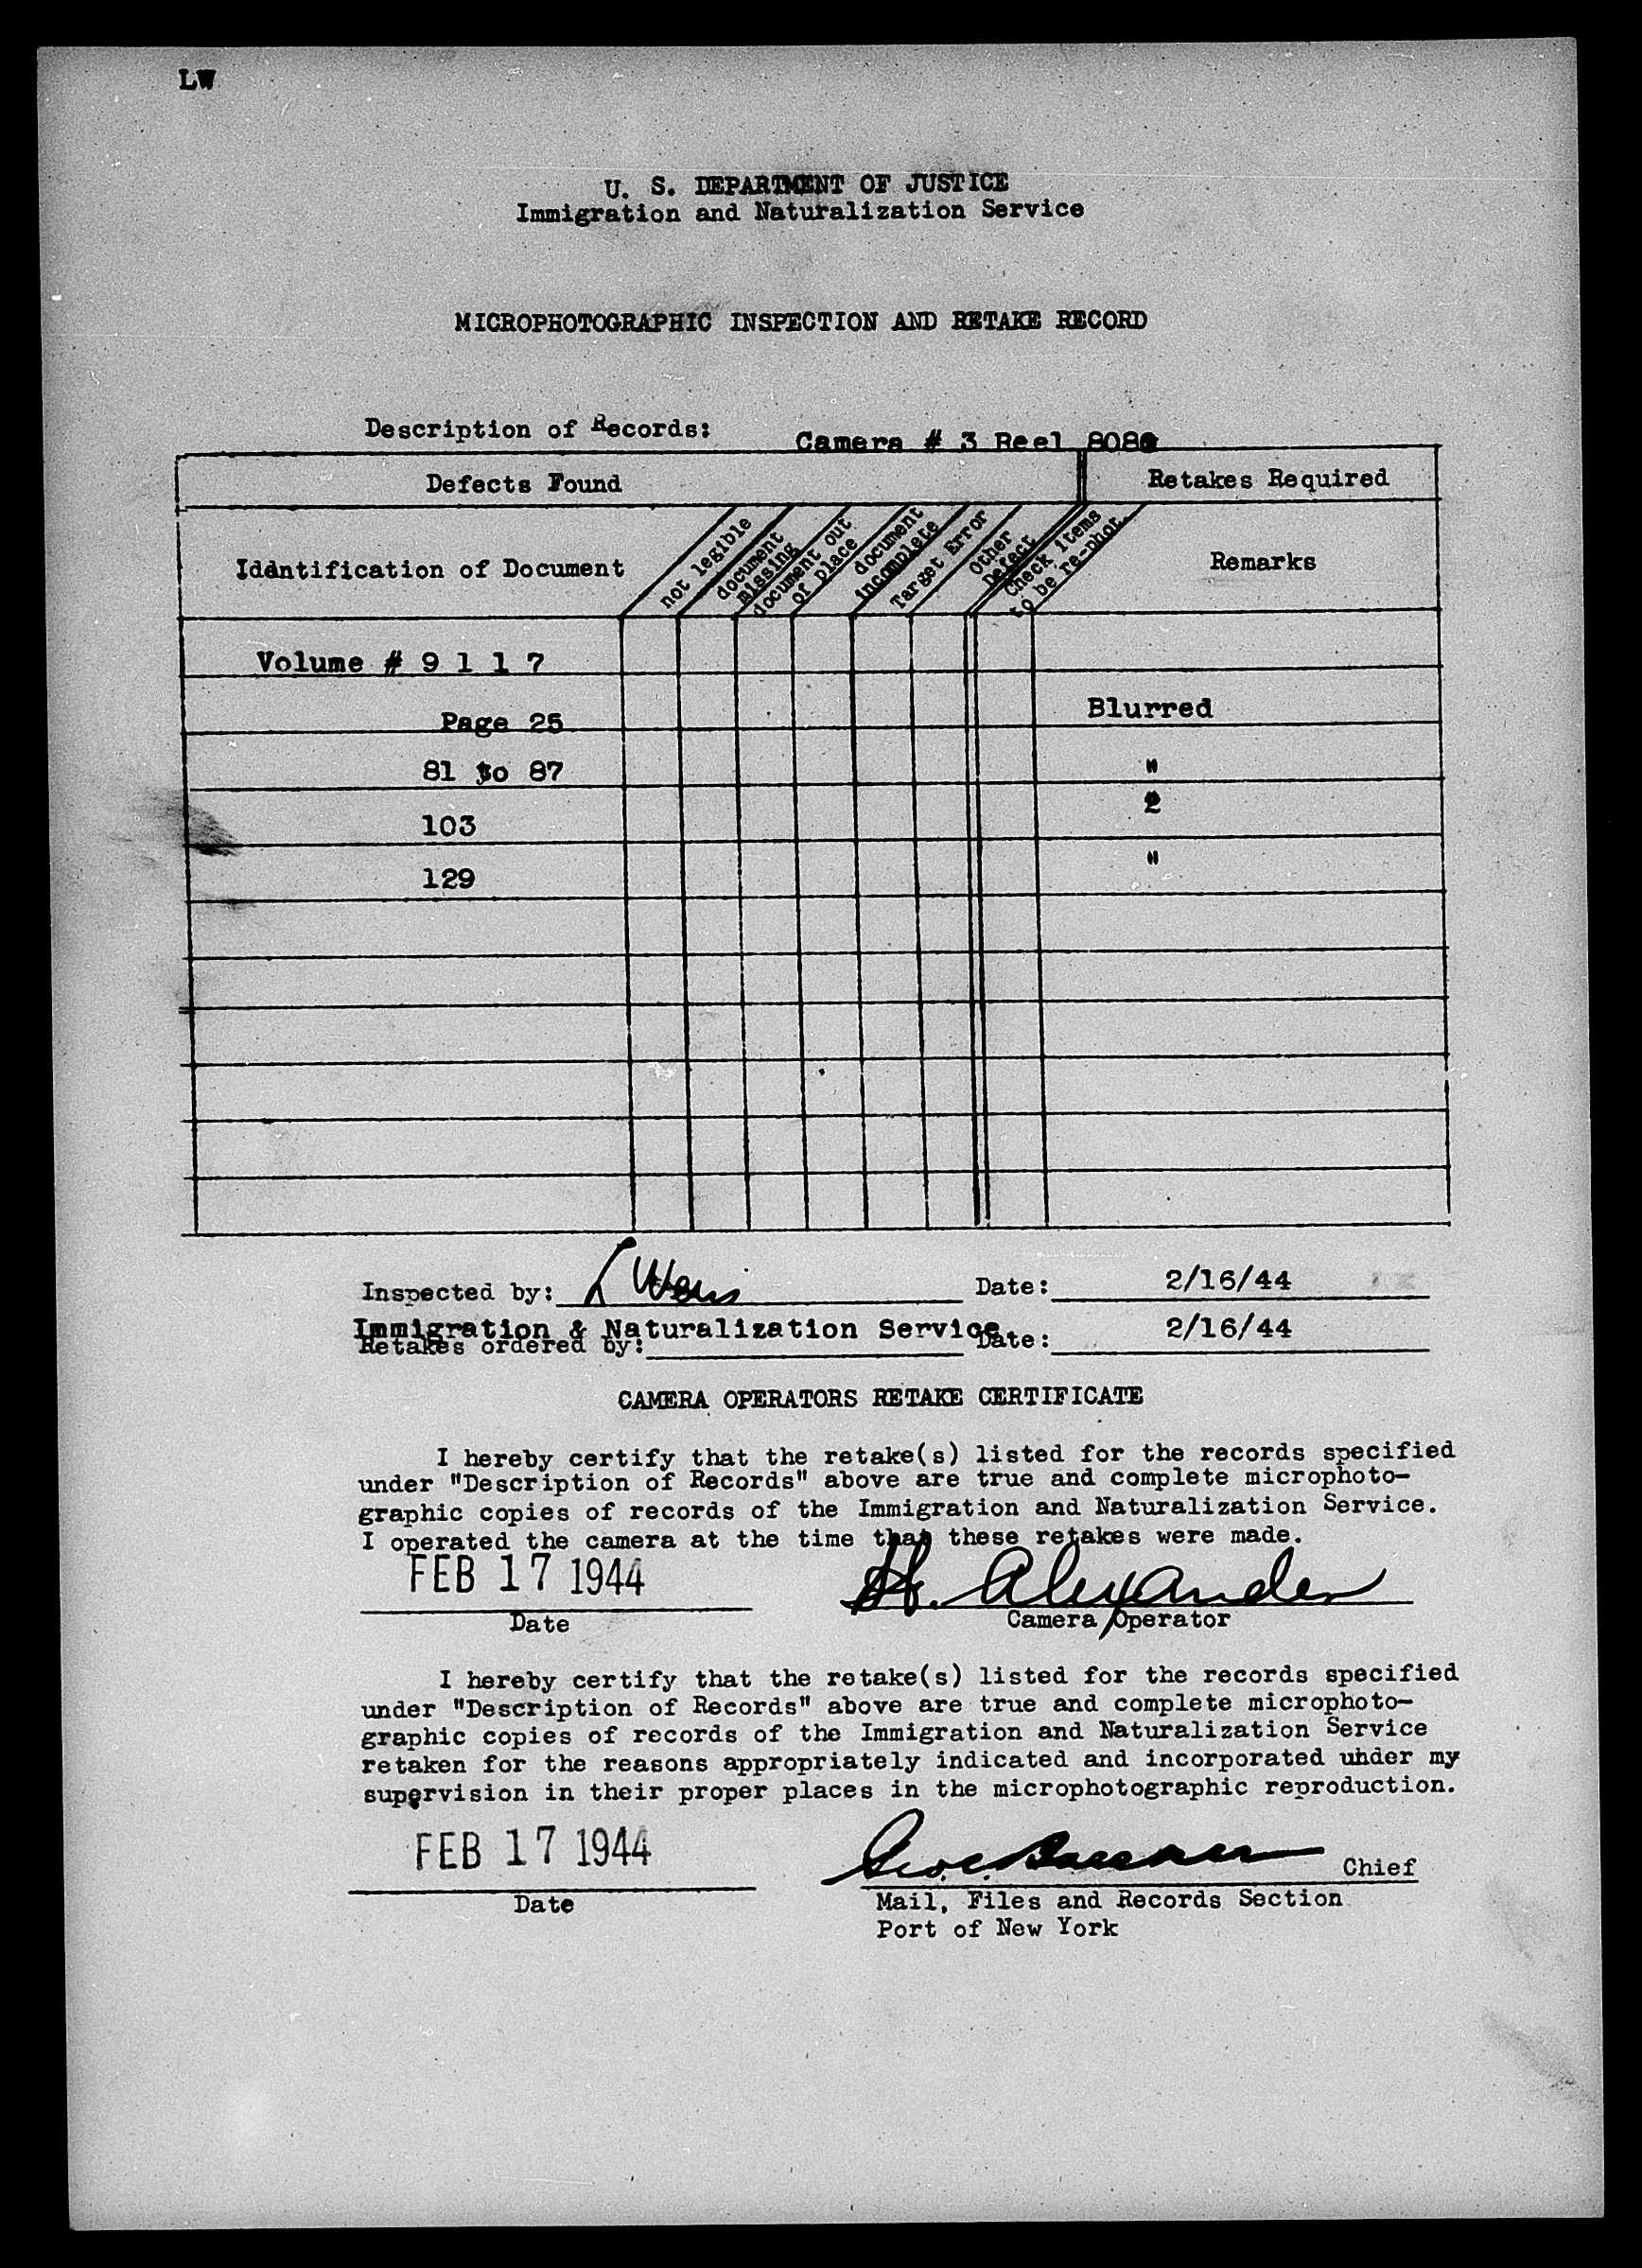 LW
U. S. DEPARTMENT OF JUSTICE
Immigration and Naturalization Service
MICROPHOTOGRAPHIC INSPECTION AND RETAKE RECORD
Description of Records: Camera # 3 Reel 808
Defects Found Retakes Required
Iddntification of Document not legible document missing document out of place document incomplete Target Error Other Defect Check items to be re-phot. Remarks
Volume # 9 1 1 7
Page 25 Blurred
81 to 87 "
103 "
129 "
Inspected by: L Weis Date: 2/16/44
Immigration & Naturalization Service 2/16/44
Retakes ordered by: Date:
CAMERA OPERATORS RETAKE CERTIFICATE
I hereby certify that the retake(s) listed for the records specified
under "Description of Records" above are true and complete microphoto-
graphic copies of records of the Immigration and Naturalization Service.
I operated the camera at the time that these retakes were made.
FEB 17 1944 H. Alexander
Date Camera Operator
I hereby certify that the retake(s) listed for the records specified
under "Description of Records" above are true and complete microphoto-
graphic copies of records of the Immigration and Naturalization Service
retaken for the reasons appropriately indicated and incorporated under my
supervision in their proper places in the microphotographic reproduction.
FEB 17 1944 Chief
Date Mail, Files and Records Section
Port of New York